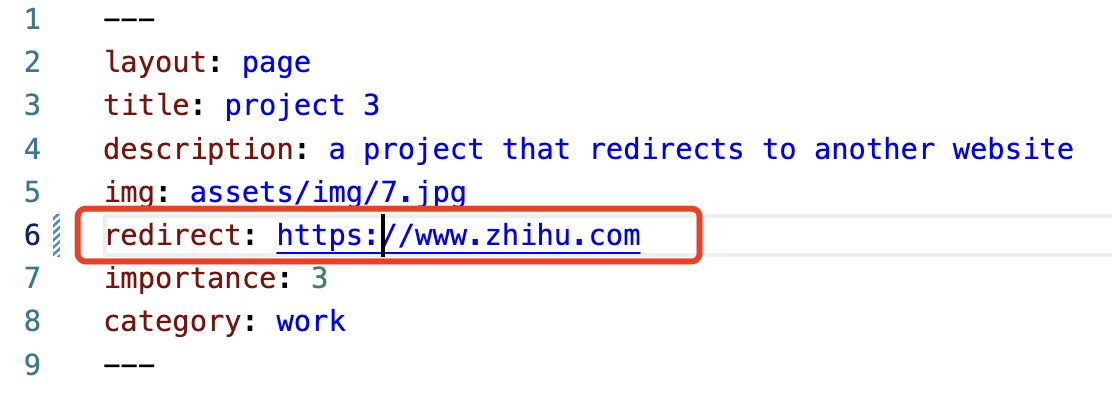 1 ---
2 layout: page
3 title: project 3
4 description: a project that redirects to another website
5 img: assets/img/7.jpg
6 redirect: https://www.zhihu.com
7 importance: 3
8 category: work
9 ---